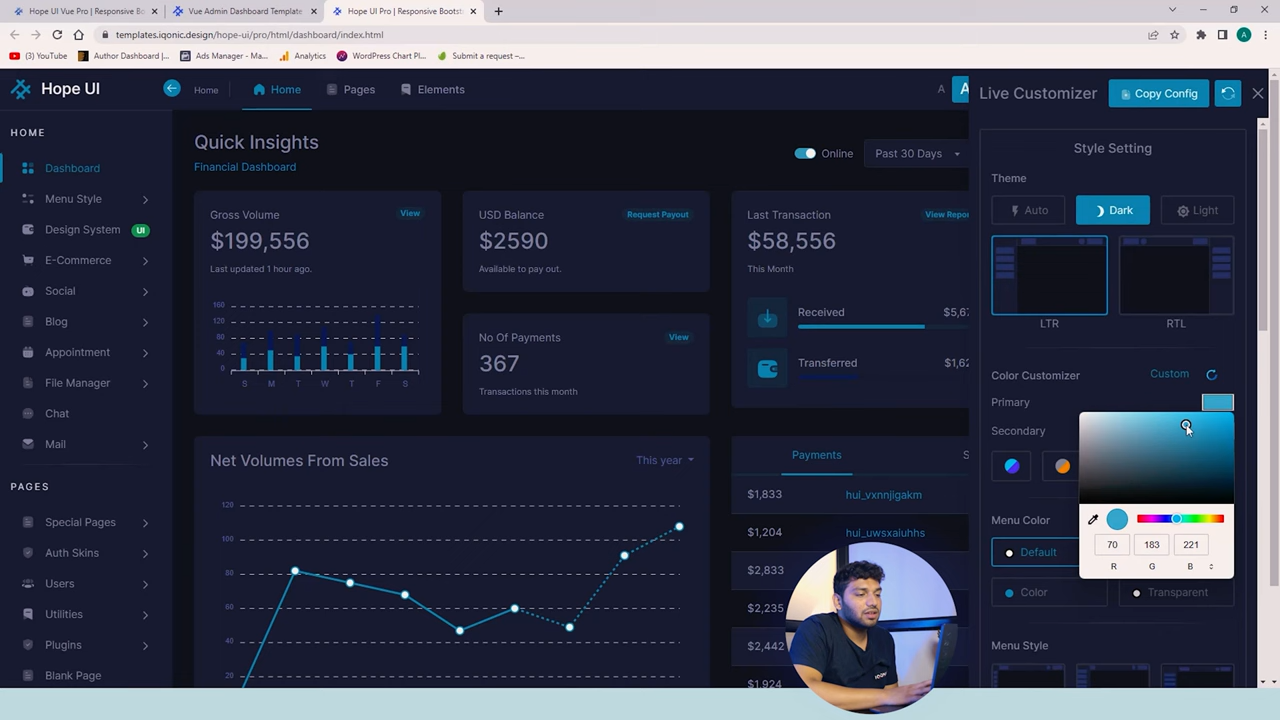 Hope UI Vue Pro | Responsive B
Vue Admin Dashboard Template
Hope UI Pro | Responsive Bootst
templates.iqonic.design/hope-ui/pro/html/dashboard/index.html
A
(3) YouTube
Author Dashboard |...
Ads Manager - Ma...
Analytics
WordPress Chart Pl...
Submit a request –...
Hope UI
Home
Home
Pages
Elements
A
A
Live Customizer
Copy Config
HOME
Dashboard
Menu Style
Design System
UI
E-Commerce
Social
Blog
Appointment
File Manager
Chat
Mail
PAGES
Special Pages
Auth Skins
Users
Utilities
Plugins
Blank Page
Quick Insights
Financial Dashboard
Online
Past 30 Days
Gross Volume
View
$199,556
Last updated 1 hour ago.
160
120
80
40
0
S M T W T F S
USD Balance
Request Payout
$2590
Available to pay out.
No Of Payments
View
367
Transactions this month
Last Transaction
View Repor
$58,556
This Month
Received
$5,67
Transferred
$1,62
Net Volumes From Sales
This year
120
100
80
60
40
20
Payments
S
$1,833
hui_vxnnjigakm
$1,204
hui_uwsxaluhhs
$2,833
$2,235
$2,442
$1,924
Style Setting
Theme
Auto
Dark
Light
LTR
RTL
Color Customizer
Custom
Primary
Secondary
70
183
221
R
G
B
Menu Color
Default
Color
Transparent
Menu Style